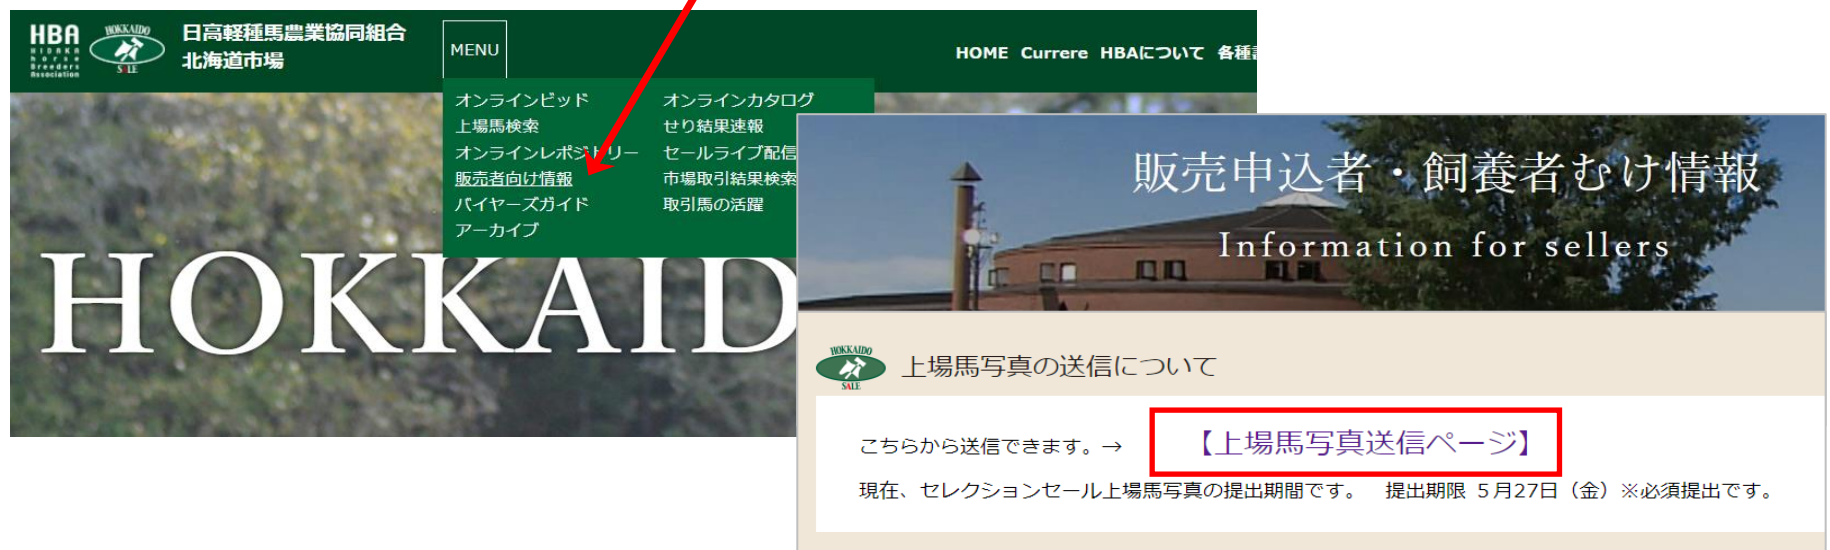 HBA
HIDAKA
horse
Breeders
Association
HOKKAIDO
SALE
日高軽種馬農業協同組合
北海道市場
MENU
HOME Currere HBAについて 各種
オンラインビッド
上場馬検索
オンラインレポジトリー
販売者向け情報
バイヤーズガイド
アーカイブ
オンラインカタログ
せり結果速報
セールライブ配信
市場取引結果検索
取引馬の活躍
HOKKAID
販売申込者・飼養者むけ情報
Information for sellers
HOKKAIDO
SALE
上場馬写真の送信について
こちらから送信できます。→ 【上場馬写真送信ページ】
現在、セレクションセール上場馬写真の提出期間です。 提出期限 5月27日（金）※必須提出です。